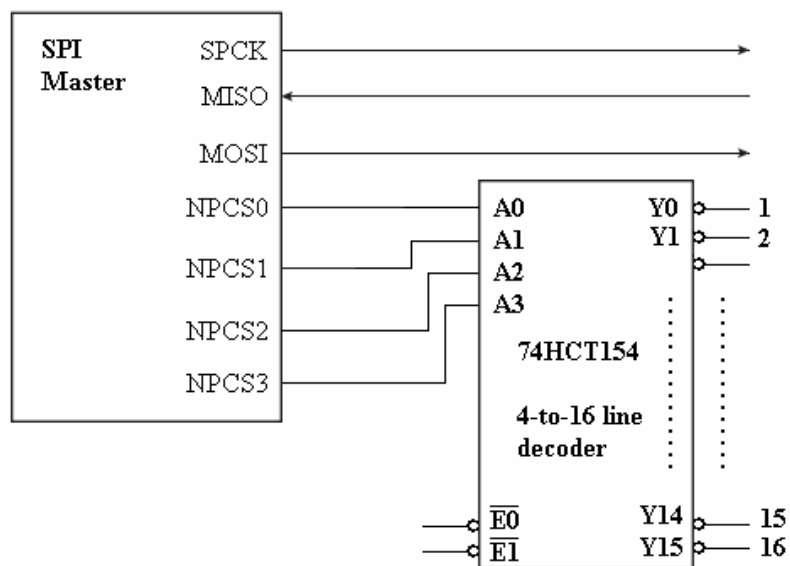 SPI
Master
SPCK
MISO
MOSI
NPCS0
NPCS1
NPCS2
NPCS3
A0
A1
A2
A3
Y0
Y1
1
2
74HCT154
4-to-16 line
decoder
E0
E1
Y14
Y15
15
16